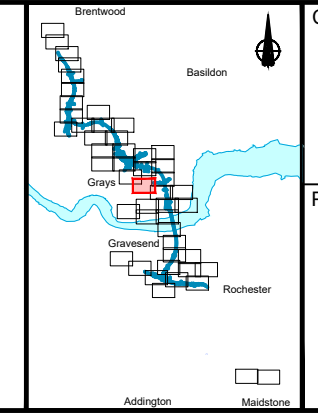 Brentwood
Basildon
Grays
Gravesend
Rochester
Addington
Maidstone